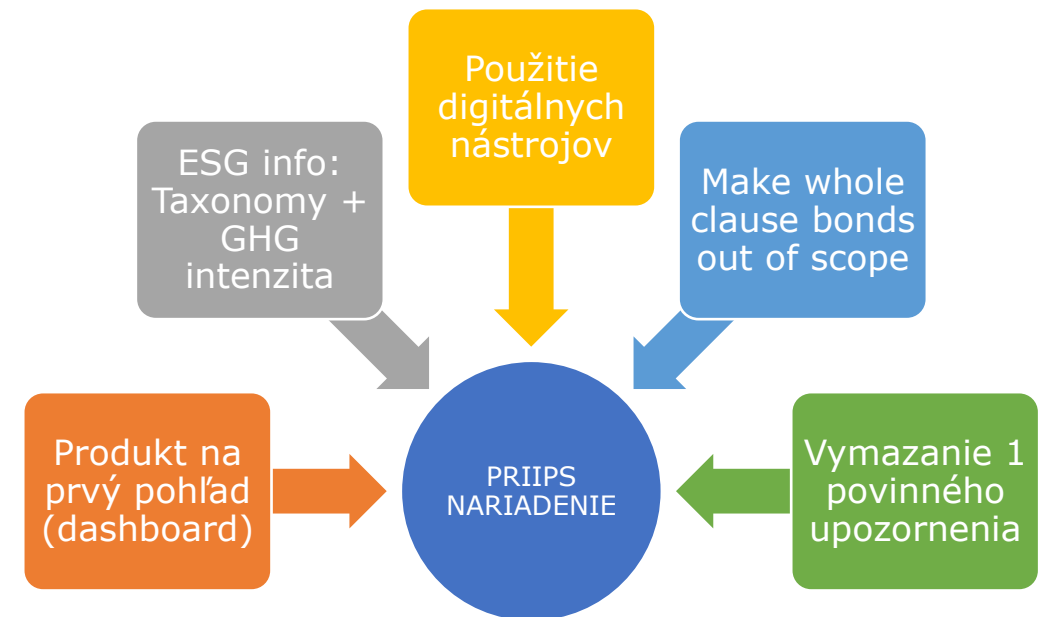 Použitie
digitálnych
nástrojov
ESG info:
Taxonomy +
GHG
intenzita
Make whole
clause bonds
out of scope
Produkt na
prvý pohľad
(dashboard)
PRIIPS
NARIADENIE
Vymazanie 1
povinného
upozornenia